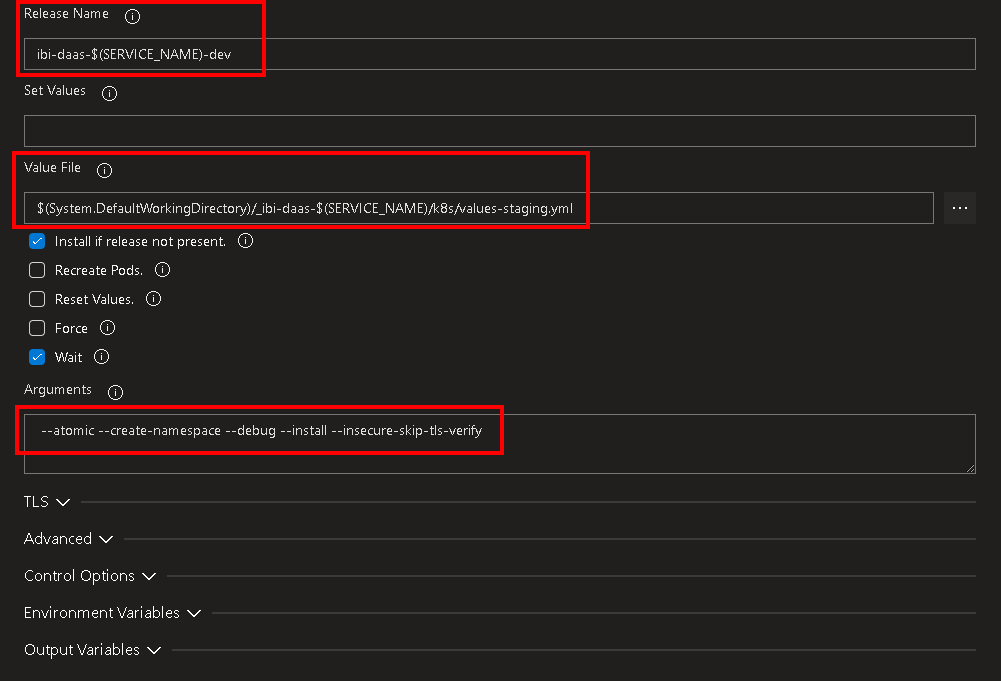 Release Name
ibi-daas-$(SERVICE_NAME)-dev
Set Values
Value File
$(System.DefaultWorkingDirectory)/_ibi-daas-$(SERVICE_NAME)/k8s/values-staging.yml
Install if release not present.
Recreate Pods.
Reset Values.
Force
Wait
Arguments
--atomic --create-namespace --debug --install --insecure-skip-tls-verify
TLS
Advanced
Control Options
Environment Variables
Output Variables